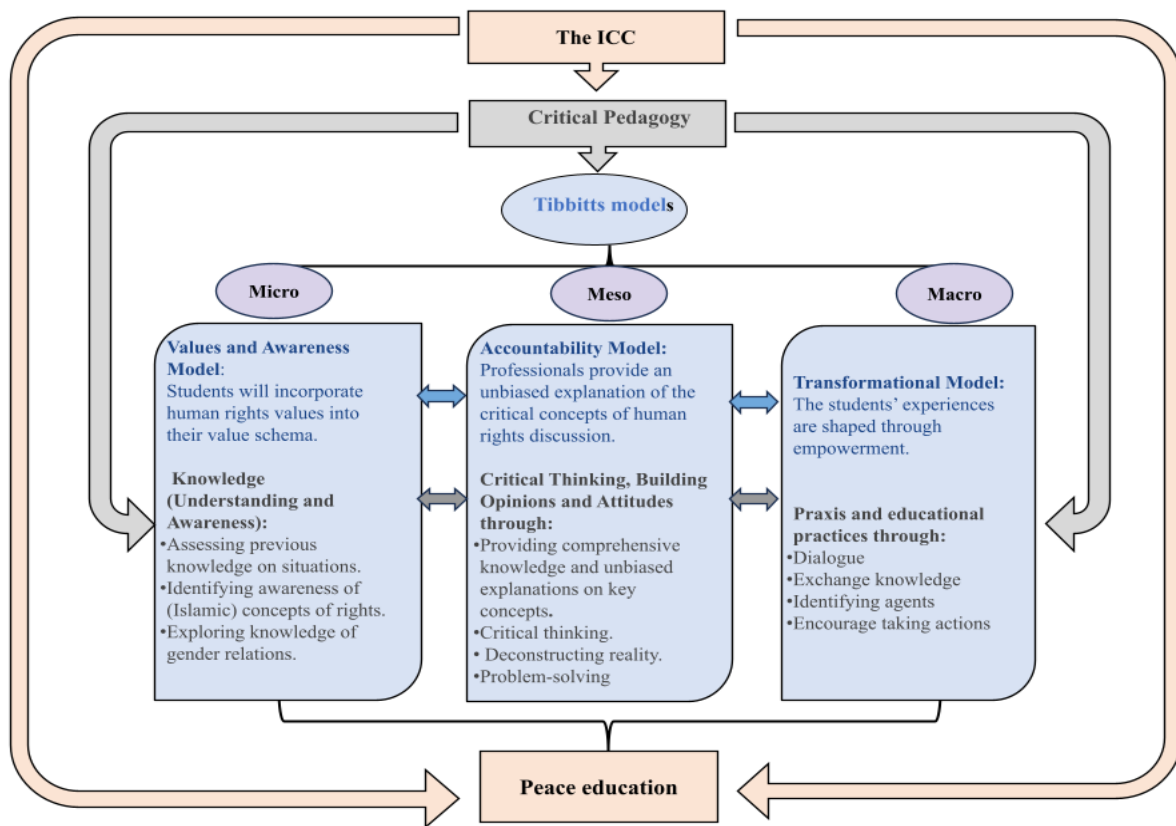 The ICC
Critical Pedagogy
Tibbitts models
Micro
Meso
Macro
Values and Awareness
Model:
Students will incorporate
human rights values into
their value schema.
Knowledge
(Understanding and
Awareness):
•Assessing previous
knowledge on situations.
•Identifying awareness of
(Islamic) concepts of rights.
•Exploring knowledge of
gender relations.
Accountability Model:
Professionals provide an
unbiased explanation of the
critical concepts of human
rights discussion.
Critical Thinking, Building
Opinions and Attitudes
through:
•Providing comprehensive
knowledge and unbiased
explanations on key
concepts.
•Critical thinking.
• Deconstructing reality.
•Problem-solving
Transformational Model:
The students’ experiences
are shaped through
empowerment.
Praxis and educational
practices through:
•Dialogue
•Exchange knowledge
•Identifying agents
•Encourage taking actions
Peace education